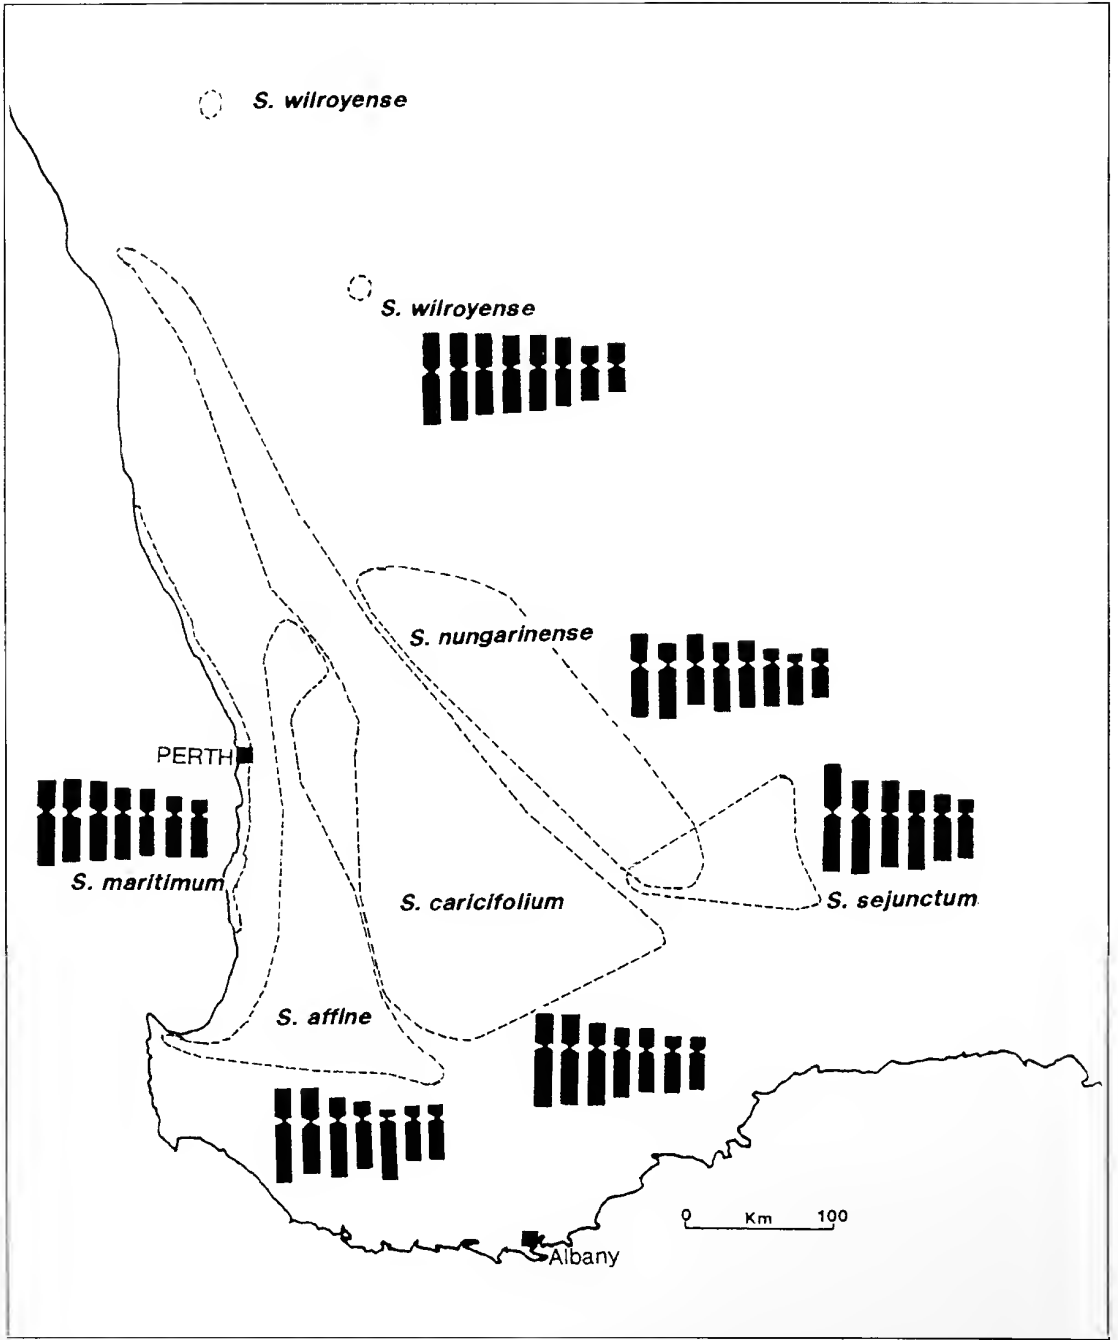 S. wilroyense
S. wilroyense
S. nungarinense
PERTH
S. maritimum
S. caricifolium
S. sejunctum
S. affine
0 Km 100
Albany